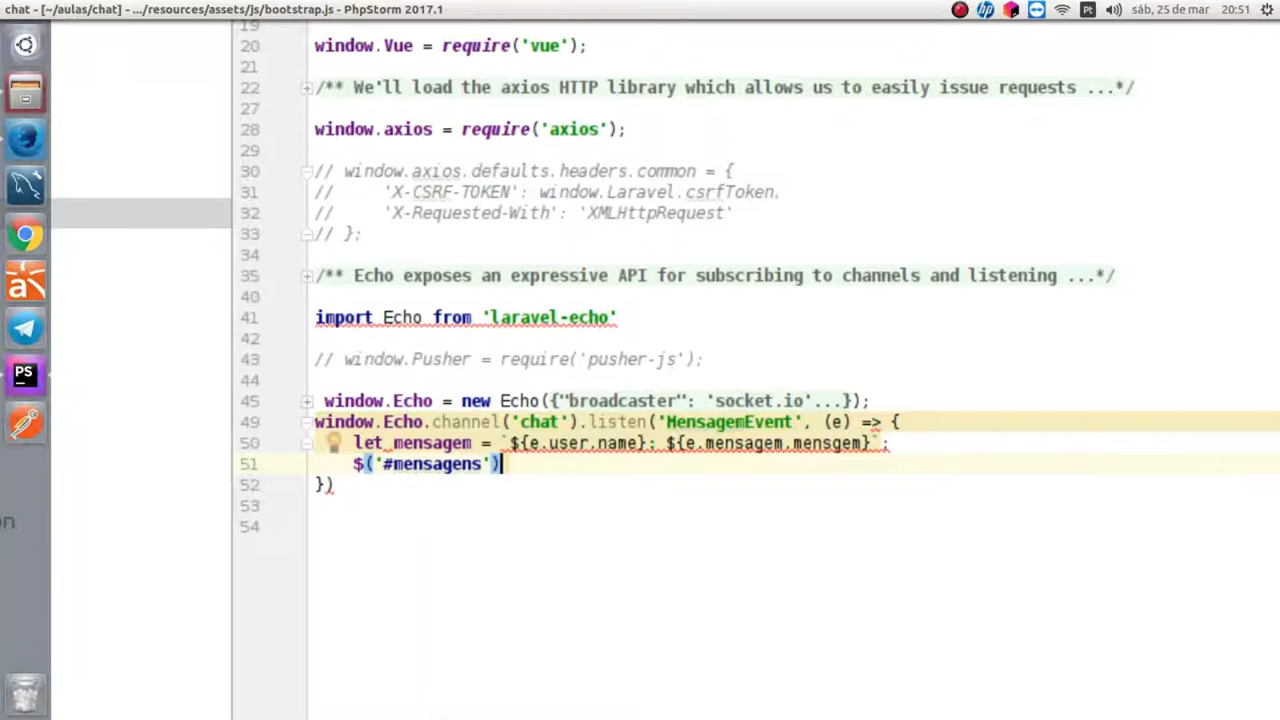 chat - [~/aulas/chat] - .../resources/assets/js/bootstrap.js - PhpStorm 2017.1
Pt
sáb, 25 de mar
20:51
19
20 window.Vue = require('vue');
21
22 /** We'll load the axios HTTP library which allows us to easily issue requests ...*/
27
28 window.axios = require('axios');
29
30 // window.axios.defaults.headers.common = {
31 //      'X-CSRF-TOKEN': window.Laravel.csrfToken,
32 //      'X-Requested-With': 'XMLHttpRequest'
33 // };
34
35 /** Echo exposes an expressive API for subscribing to channels and listening ...*/
40
41 import Echo from 'laravel-echo'
42
43 // window.Pusher = require('pusher-js');
44
45 window.Echo = new Echo({"broadcaster": 'socket.io'...});
49 window.Echo.channel('chat').listen('MensagemEvent', (e) => {
50     let mensagem = `${e.user.name}: ${e.mensagem.mensgem}`;
51     $('#mensagens')
52 })
53
54
on
PS